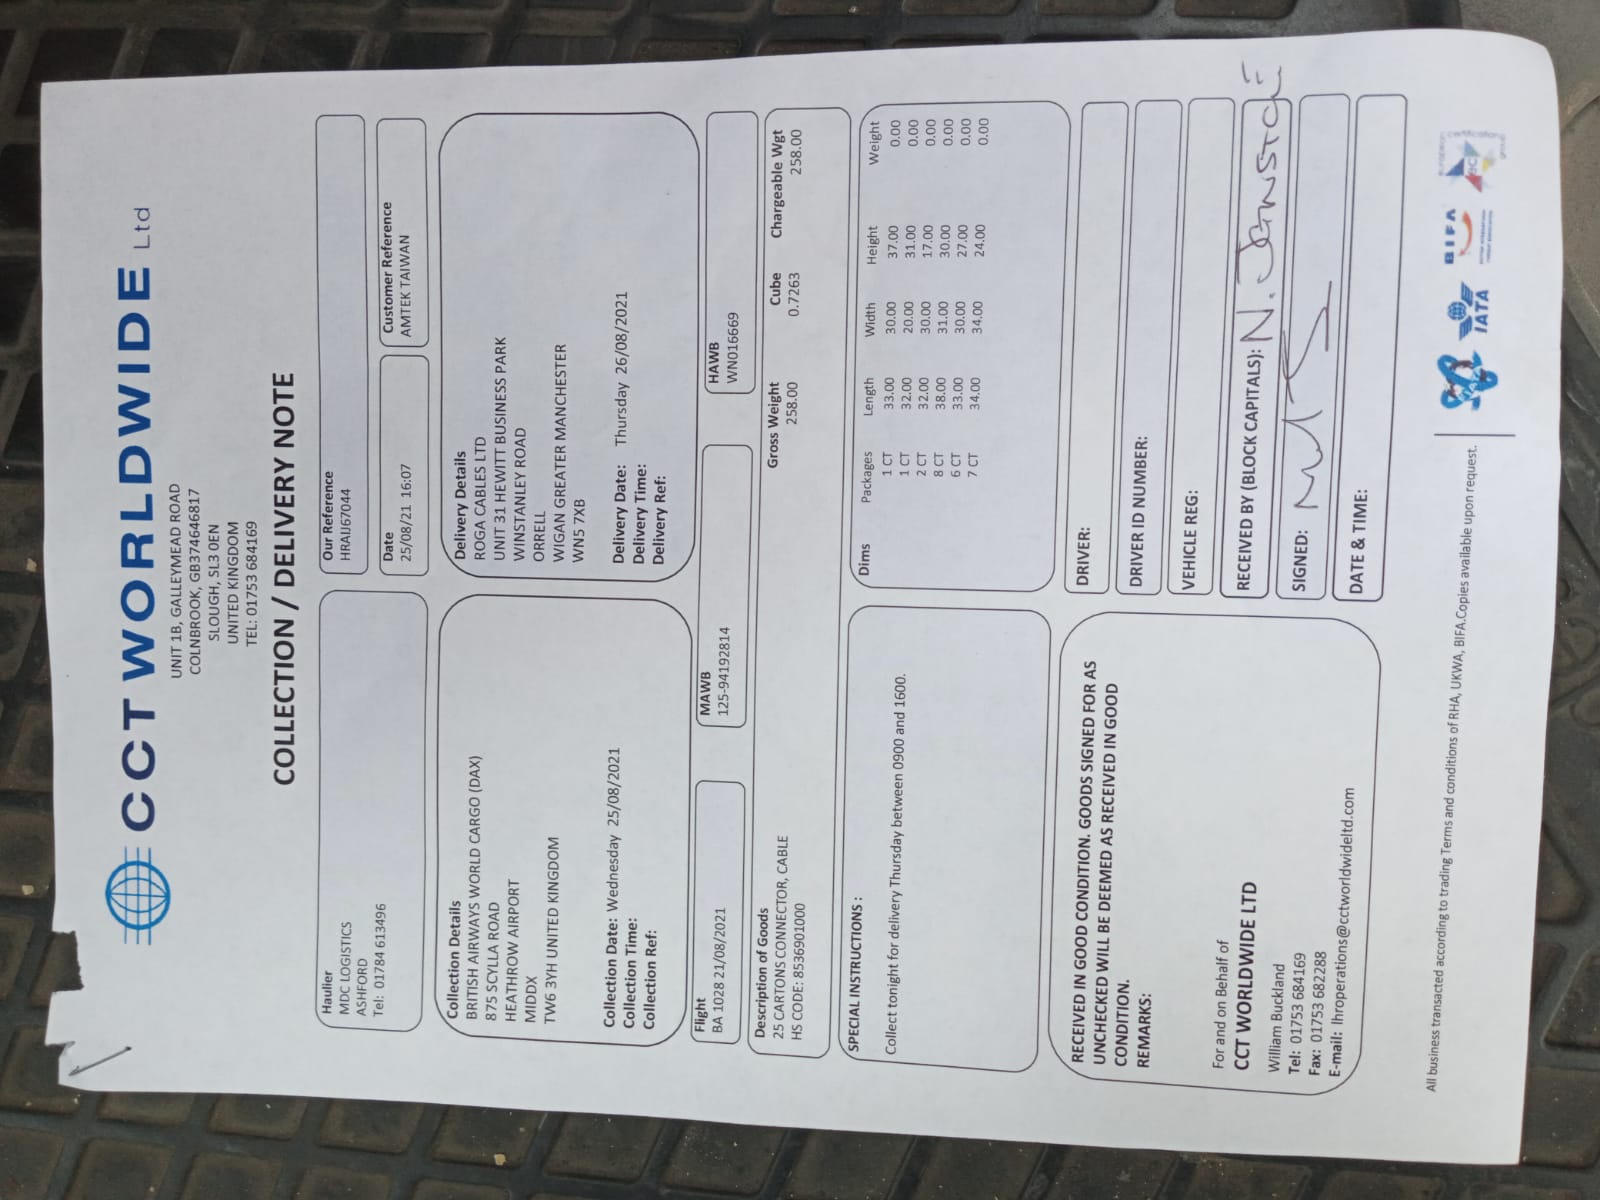 CCT WORLDWIDE Ltd
UNIT 1B, GALLEYMEAD ROAD
COLNBROOK, GB374646817
SLOUGH, SL3 0EN
UNITED KINGDOM
TEL: 01753 684169
COLLECTION / DELIVERY NOTE
Haulier
MDC LOGISTICS
ASHFORD
Tel: 01784 613496
Our Reference
HRAIJ67044
Date
25/08/21 16:07
Customer Reference
AMTEK TAIWAN
Collection Details
BRITISH AIRWAYS WORLD CARGO (DAX)
875 SCYLLA ROAD
HEATHROW AIRPORT
MIDDX
TW6 3YH UNITED KINGDOM
Collection Date: Wednesday 25/08/2021
Collection Time:
Collection Ref:
Delivery Details
ROGA CABLES LTD
UNIT 31 HEWITT BUSINESS PARK
WINSTANLEY ROAD
ORRELL
WIGAN GREATER MANCHESTER
WN5 7XB
Delivery Date: Thursday 26/08/2021
Delivery Time:
Delivery Ref:
Flight
BA 1028 21/08/2021
MAWB
125-94192814
HAWB
WN016669
Description of Goods Gross Weight Cube Chargeable Wgt
25 CARTONS CONNECTOR, CABLE 258.00 0.7263 258.00
HS CODE: 8536901000
SPECIAL INSTRUCTIONS :
Collect tonight for delivery Thursday between 0900 and 1600.
Dims Packages Length Width Height Weight
1 CT 33.00 30.00 37.00 0.00
1 CT 32.00 20.00 31.00 0.00
2 CT 32.00 30.00 17.00 0.00
8 CT 38.00 31.00 30.00 0.00
6 CT 33.00 30.00 27.00 0.00
7 CT 34.00 34.00 24.00 0.00
RECEIVED IN GOOD CONDITION. GOODS SIGNED FOR AS
UNCHECKED WILL BE DEEMED AS RECEIVED IN GOOD
CONDITION.
REMARKS:
For and on Behalf of
CCT WORLDWIDE LTD
William Buckland
Tel: 01753 684169
Fax: 01753 682288
E-mail: lhroperations@cctworldwideltd.com
DRIVER:
DRIVER ID NUMBER:
VEHICLE REG:
RECEIVED BY (BLOCK CAPITALS): N.
SIGNED:
DATE & TIME:
All business transacted according to trading Terms and conditions of RHA, UKWA, BIFA.Copies available upon request.
IATA
BIFA